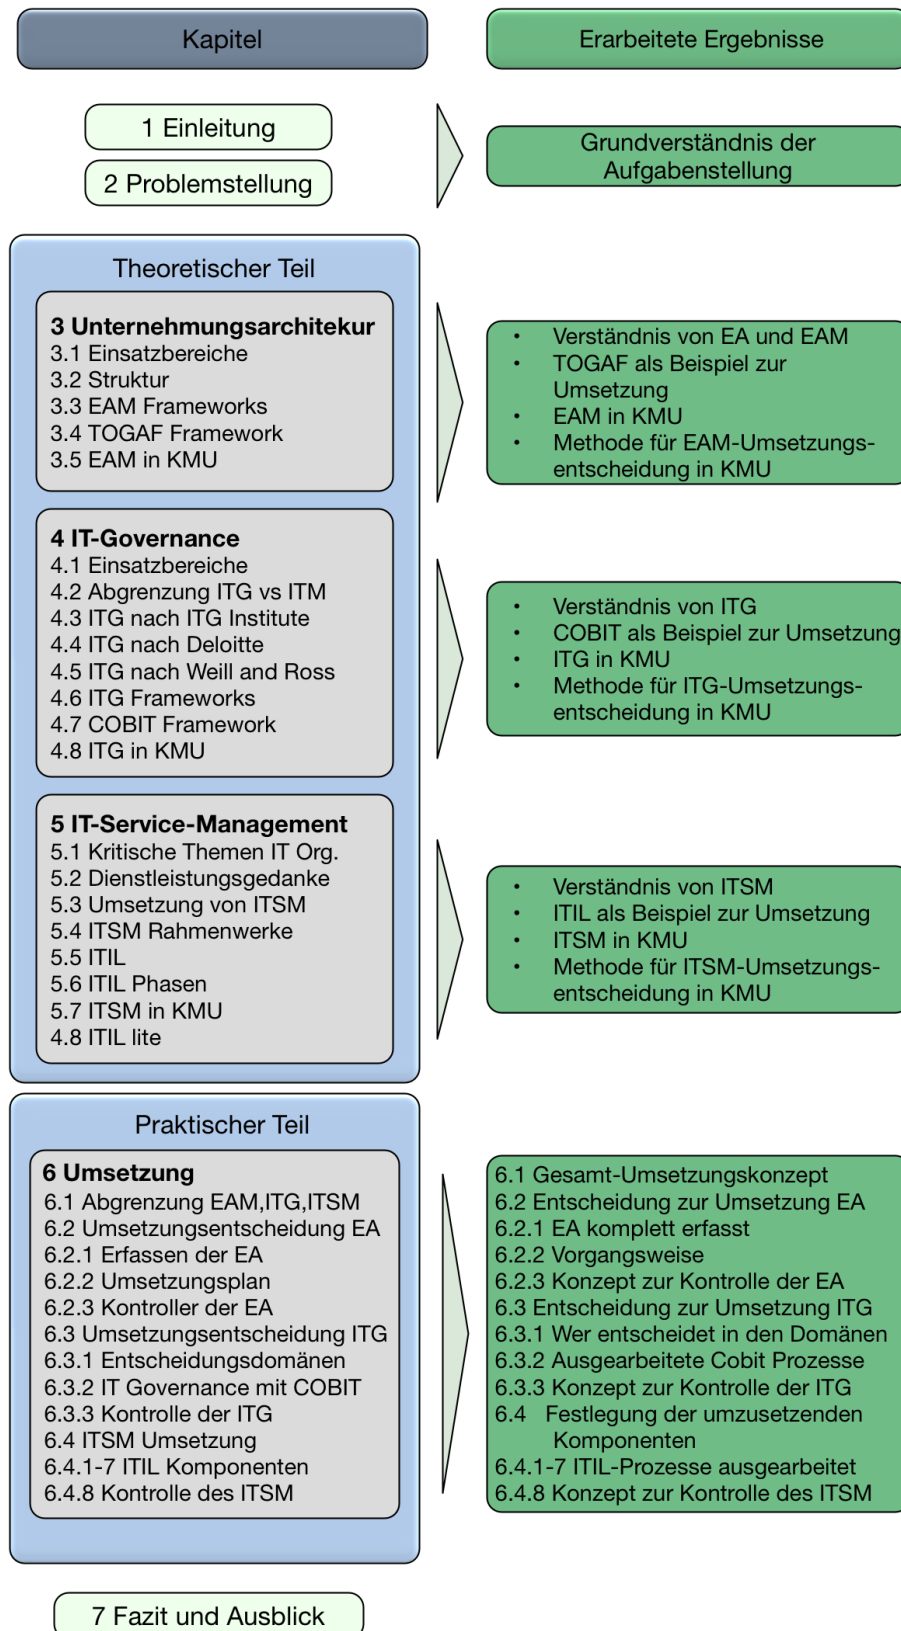 Kapitel
Erarbeitete Ergebnisse
1 Einleitung
2 Problemstellung
Grundverständnis der
Aufgabenstellung
Theoretischer Teil
3 Unternehmungsarchitekur
3.1 Einsatzbereiche
3.2 Struktur
3.3 EAM Frameworks
3.4 TOGAF Framework
3.5 EAM in KMU
• Verständnis von EA und EAM
• TOGAF als Beispiel zur
Umsetzung
• EAM in KMU
• Methode für EAM-Umsetzungs-
entscheidung in KMU
4 IT-Governance
4.1 Einsatzbereiche
4.2 Abgrenzung ITG vs ITM
4.3 ITG nach ITG Institute
4.4 ITG nach Deloitte
4.5 ITG nach Weill and Ross
4.6 ITG Frameworks
4.7 COBIT Framework
4.8 ITG in KMU
• Verständnis von ITG
• COBIT als Beispiel zur Umsetzung
• ITG in KMU
• Methode für ITG-Umsetzungs-
entscheidung in KMU
5 IT-Service-Management
5.1 Kritische Themen IT Org.
5.2 Dienstleistungsgedanke
5.3 Umsetzung von ITSM
5.4 ITSM Rahmenwerke
5.5 ITIL
5.6 ITIL Phasen
5.7 ITSM in KMU
4.8 ITIL lite
• Verständnis von ITSM
• ITIL als Beispiel zur Umsetzung
• ITSM in KMU
• Methode für ITSM-Umsetzungs-
entscheidung in KMU
Praktischer Teil
6 Umsetzung
6.1 Abgrenzung EAM,ITG,ITSM
6.2 Umsetzungsentscheidung EA
6.2.1 Erfassen der EA
6.2.2 Umsetzungsplan
6.2.3 Kontroller der EA
6.3 Umsetzungsentscheidung ITG
6.3.1 Entscheidungsdomänen
6.3.2 IT Governance mit COBIT
6.3.3 Kontrolle der ITG
6.4 ITSM Umsetzung
6.4.1-7 ITIL Komponenten
6.4.8 Kontrolle des ITSM
6.1 Gesamt-Umsetzungskonzept
6.2 Entscheidung zur Umsetzung EA
6.2.1 EA komplett erfasst
6.2.2 Vorgangsweise
6.2.3 Konzept zur Kontrolle der EA
6.3 Entscheidung zur Umsetzung ITG
6.3.1 Wer entscheidet in den Domänen
6.3.2 Ausgearbeitete Cobit Prozesse
6.3.3 Konzept zur Kontrolle der ITG
6.4 Festlegung der umzusetzenden
Komponenten
6.4.1-7 ITIL-Prozesse ausgearbeitet
6.4.8 Konzept zur Kontrolle des ITSM
7 Fazit und Ausblick